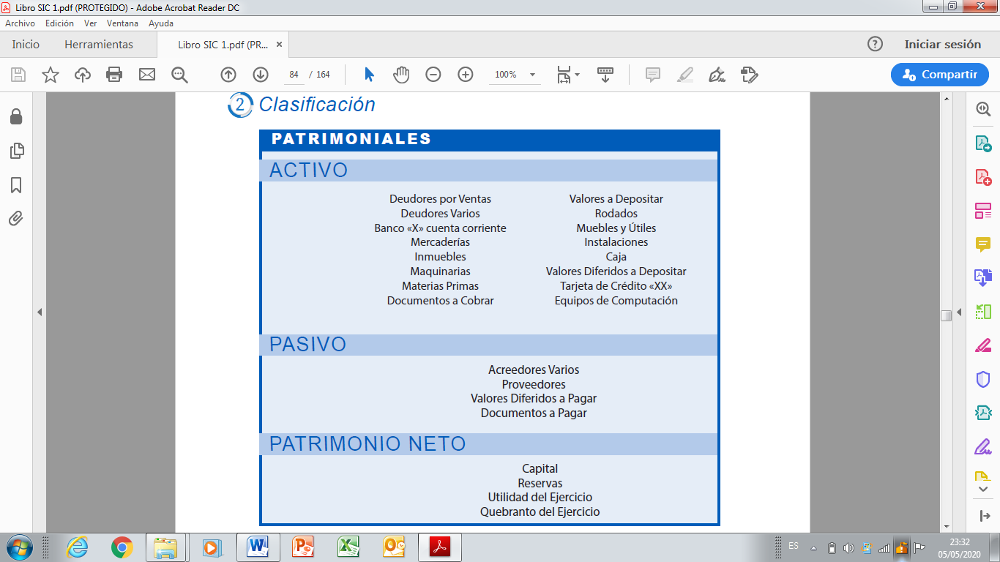 Libro SIC 1.pdf (PROTEGIDO) - Adobe Acrobat Reader DC
Archivo Edición Ver Ventana Ayuda
Inicio Herramientas Libro SIC 1.pdf (PR... × Iniciar sesión
84 / 164 100% Compartir
2 Clasificación
PATRIMONIALES
ACTIVO
Deudores por Ventas Valores a Depositar
Deudores Varios Rodados
Banco «X» cuenta corriente Muebles y Útiles
Mercaderías Instalaciones
Inmuebles Caja
Maquinarias Valores Diferidos a Depositar
Materias Primas Tarjeta de Crédito «XX»
Documentos a Cobrar Equipos de Computación
PASIVO
Acreedores Varios
Proveedores
Valores Diferidos a Pagar
Documentos a Pagar
PATRIMONIO NETO
Capital
Reservas
Utilidad del Ejercicio
Quebranto del Ejercicio
ES 23:32
05/05/2020